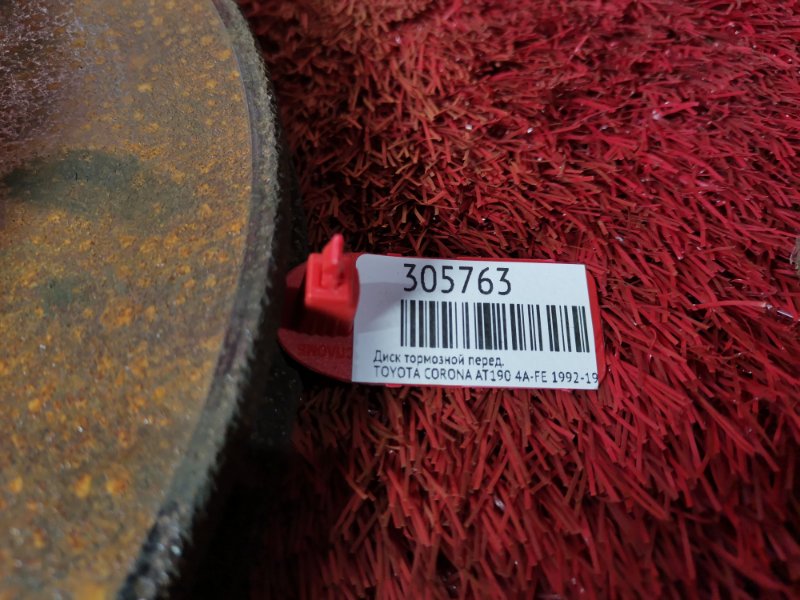 305763
Диск тормозной перед.
TOYOTA CORONA AT190 4A-FE 1992-19